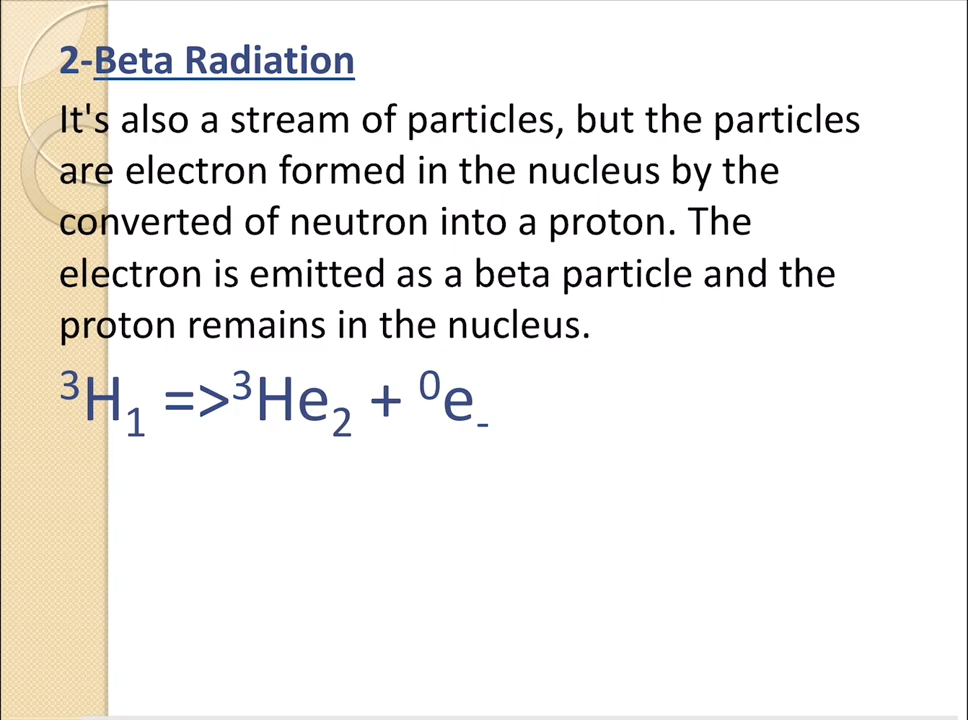 2-Beta Radiation
It's also a stream of particles, but the particles
are electron formed in the nucleus by the
converted of neutron into a proton. The
electron is emitted as a beta particle and the
proton remains in the nucleus.
³H₁ =>³He₂ + ⁰e₋